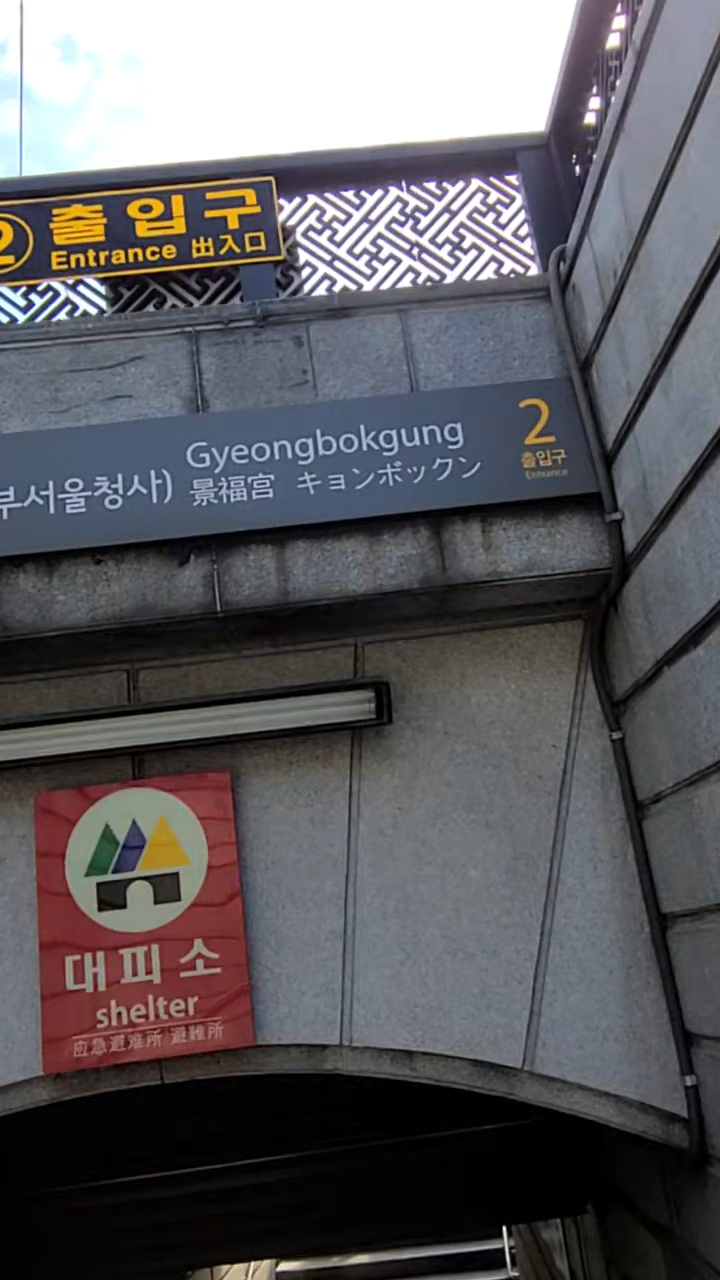 2 출입구
Entrance 出入口
부서울청사) Gyeongbokgung
景福宮 キョンボックン
2
출입구
Entrance
대피소
shelter
应急避难所 避難所